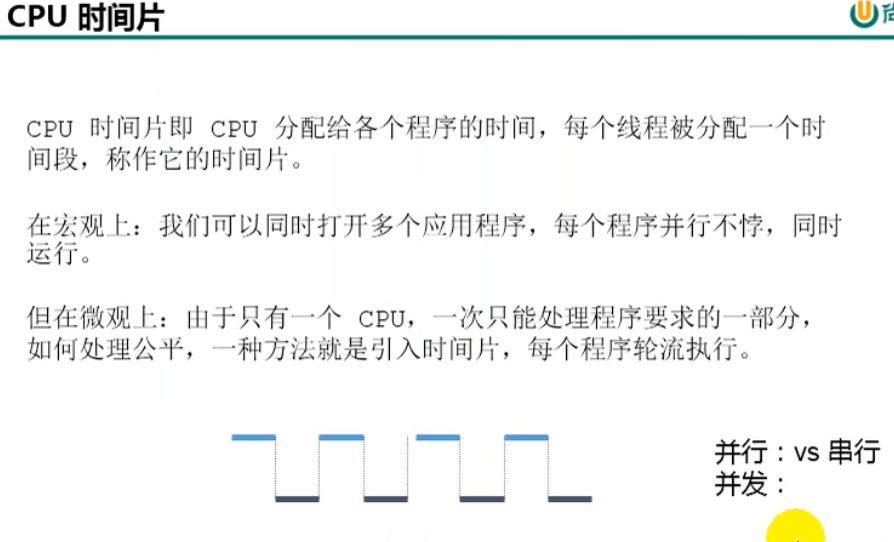 CPU 时间片
CPU 时间片即 CPU 分配给各个程序的时间，每个线程被分配一个时
间段，称作它的时间片。
在宏观上：我们可以同时打开多个应用程序，每个程序并行不悖，同时
运行。
但在微观上：由于只有一个 CPU，一次只能处理程序要求的一部分，
如何处理公平，一种方法就是引入时间片，每个程序轮流执行。
并行：vs 串行
并发：